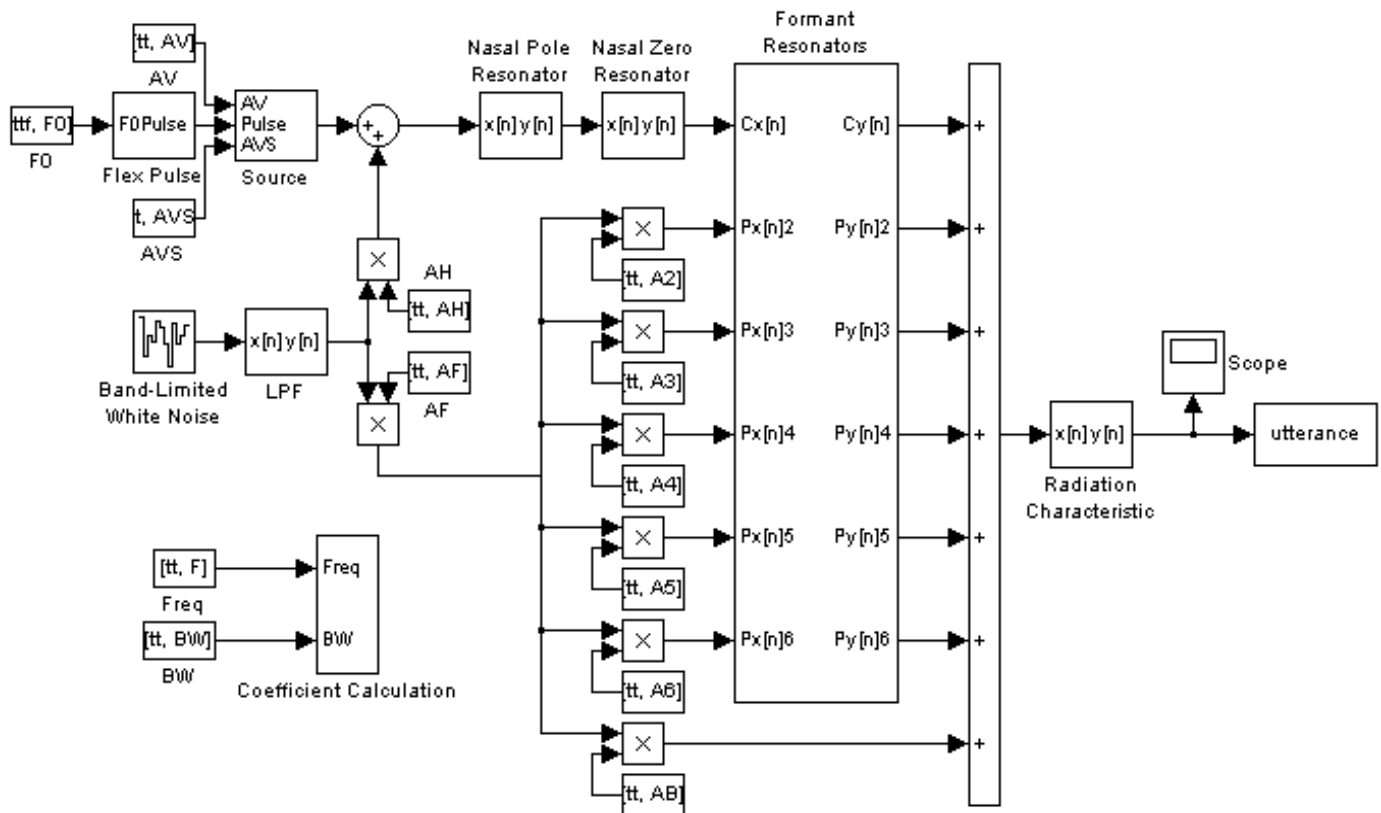 [tt, AV]
AV
ttf, F0]
F0
F0Pulse
Flex Pulse
AV
Pulse
AVS
Source
t, AVS
AVS
+
+
Nasal Pole
Resonator
x[n]y[n]
Nasal Zero
Resonator
x[n]y[n]
Formant
Resonators
Cx[n]
Cy[n]
+
×
Px[n]2
Py[n]2
+
[tt, A2]
×
AH
[tt, AH]
×
Px[n]3
Py[n]3
+
[tt, A3]
Band-Limited
White Noise
x[n]y[n]
LPF
[tt, AF]
AF
×
×
Px[n]4
Py[n]4
+
[tt, A4]
x[n]y[n]
Radiation
Characteristic
Scope
utterance
×
Px[n]5
Py[n]5
+
[tt, A5]
[tt, F]
Freq
[tt, BW]
BW
Freq
BW
Coefficient Calculation
×
Px[n]6
Py[n]6
+
[tt, A6]
×
+
[tt, AB]